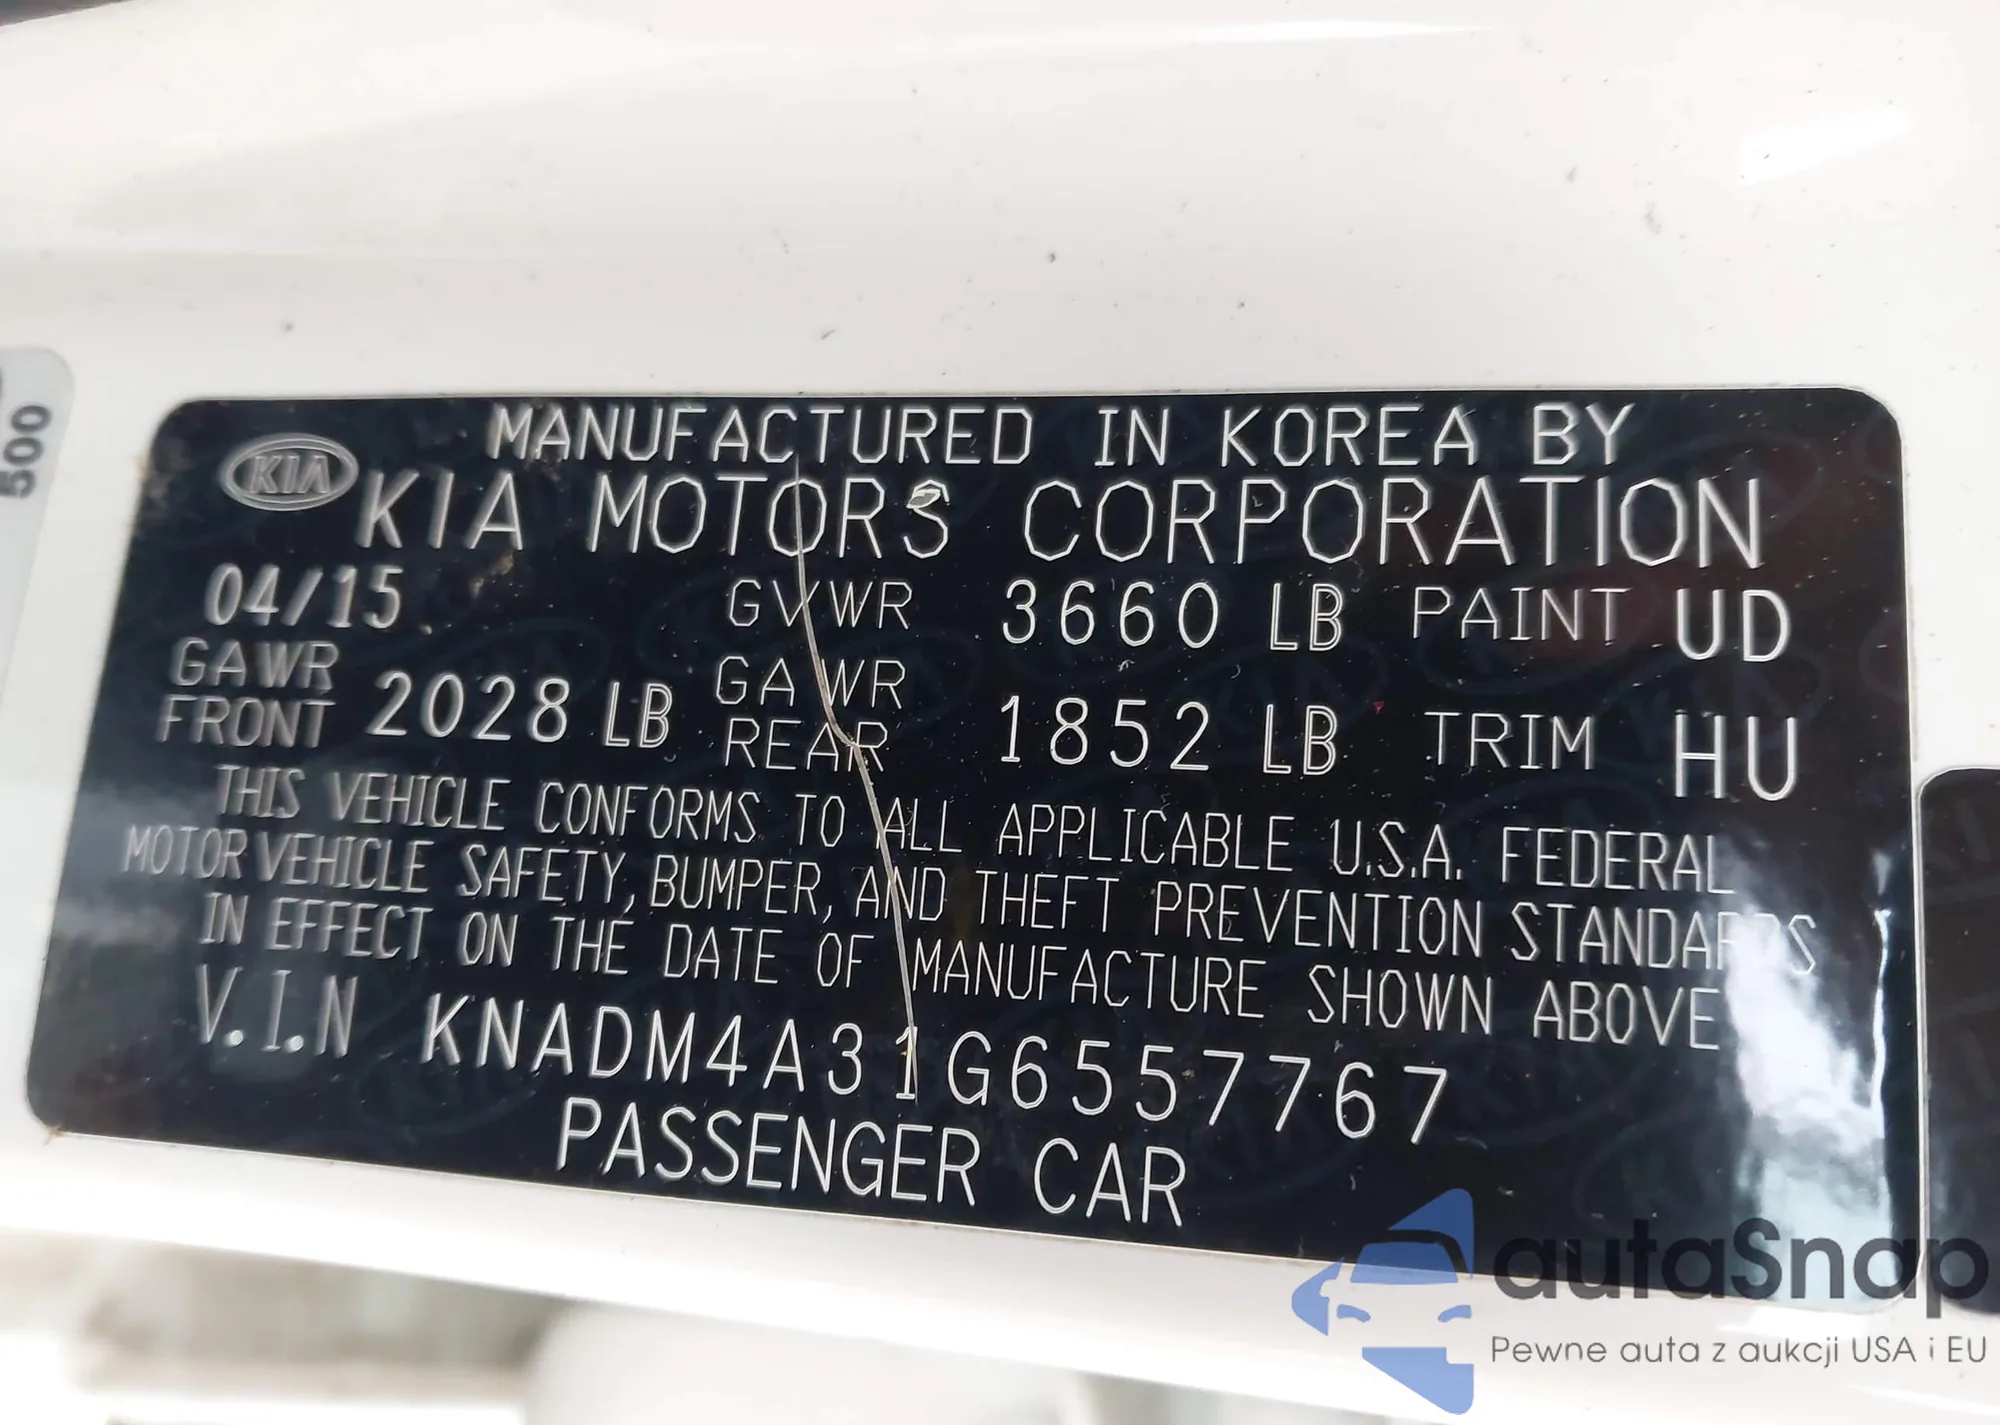 500
MANUFACTURED IN KOREA BY
KIA KIA MOTORS CORPORATION
04/15 GVWR 3660 LB PAINT UD
GAWR FRONT 2028 LB GAWR REAR 1852 LB TRIM HU
THIS VEHICLE CONFORMS TO ALL APPLICABLE U.S.A. FEDERAL
MOTOR VEHICLE SAFETY, BUMPER, AND THEFT PREVENTION STANDARDS
IN EFFECT ON THE DATE OF MANUFACTURE SHOWN ABOVE
V.I.N KNADM4A31G6557767
PASSENGER CAR
autaSnap
Pewne auta z aukcji USA i EU